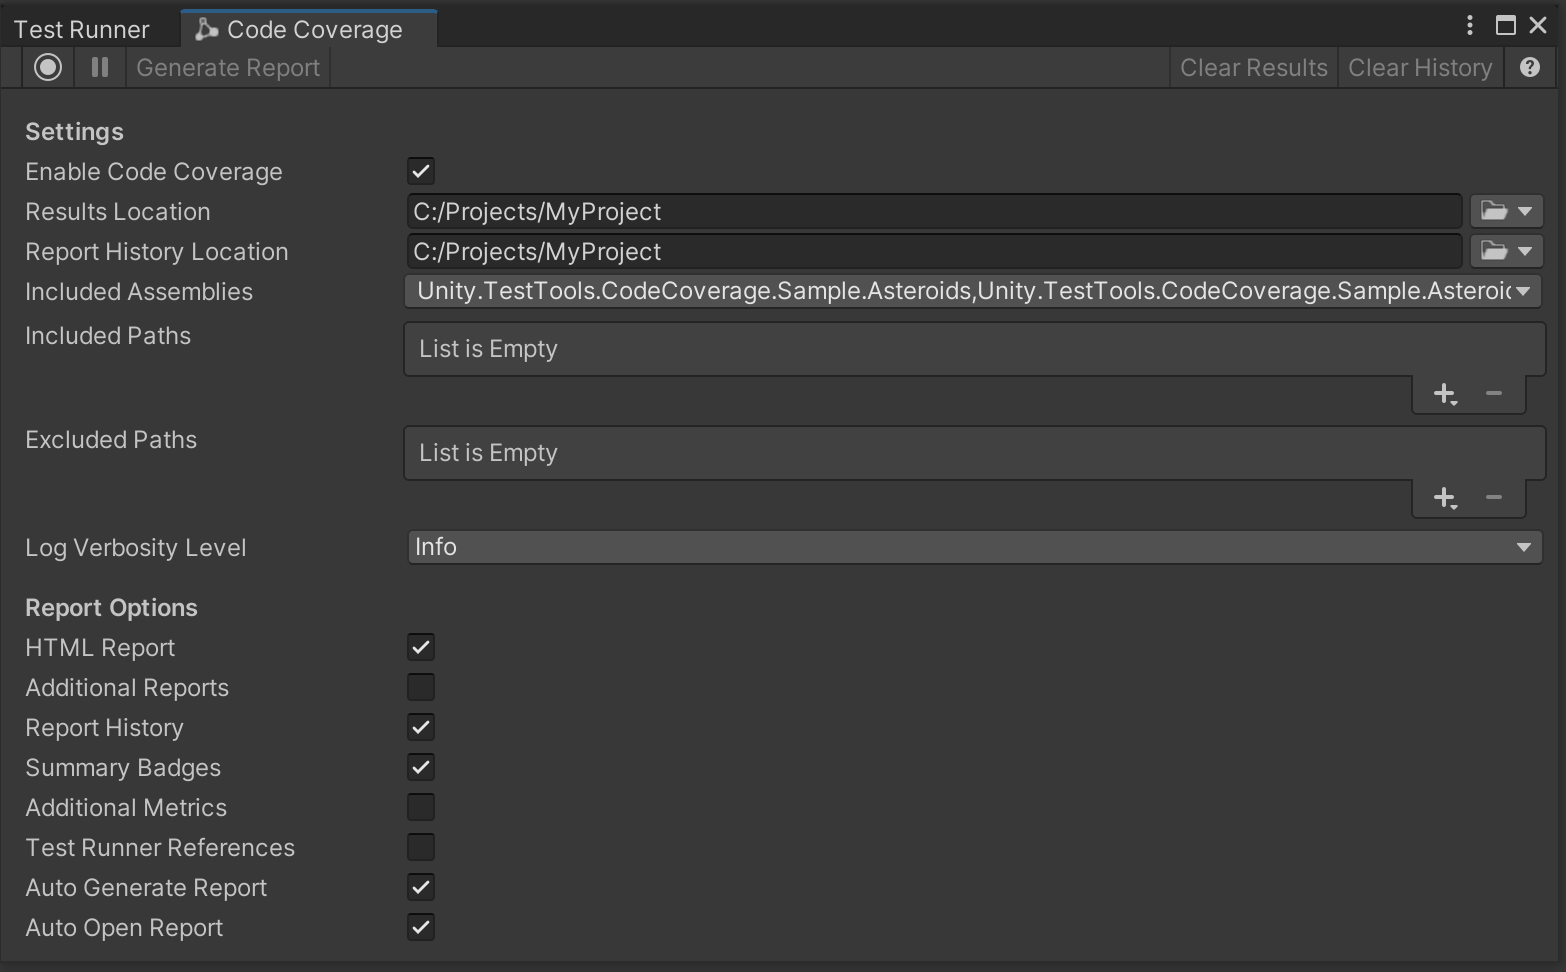 Test Runner
Code Coverage
Generate Report
Clear Results
Clear History
?
Settings
Enable Code Coverage
Results Location
C:/Projects/MyProject
Report History Location
C:/Projects/MyProject
Included Assemblies
Unity.TestTools.CodeCoverage.Sample.Asteroids,Unity.TestTools.CodeCoverage.Sample.Asteroid
Included Paths
List is Empty
Excluded Paths
List is Empty
Log Verbosity Level
Info
Report Options
HTML Report
Additional Reports
Report History
Summary Badges
Additional Metrics
Test Runner References
Auto Generate Report
Auto Open Report